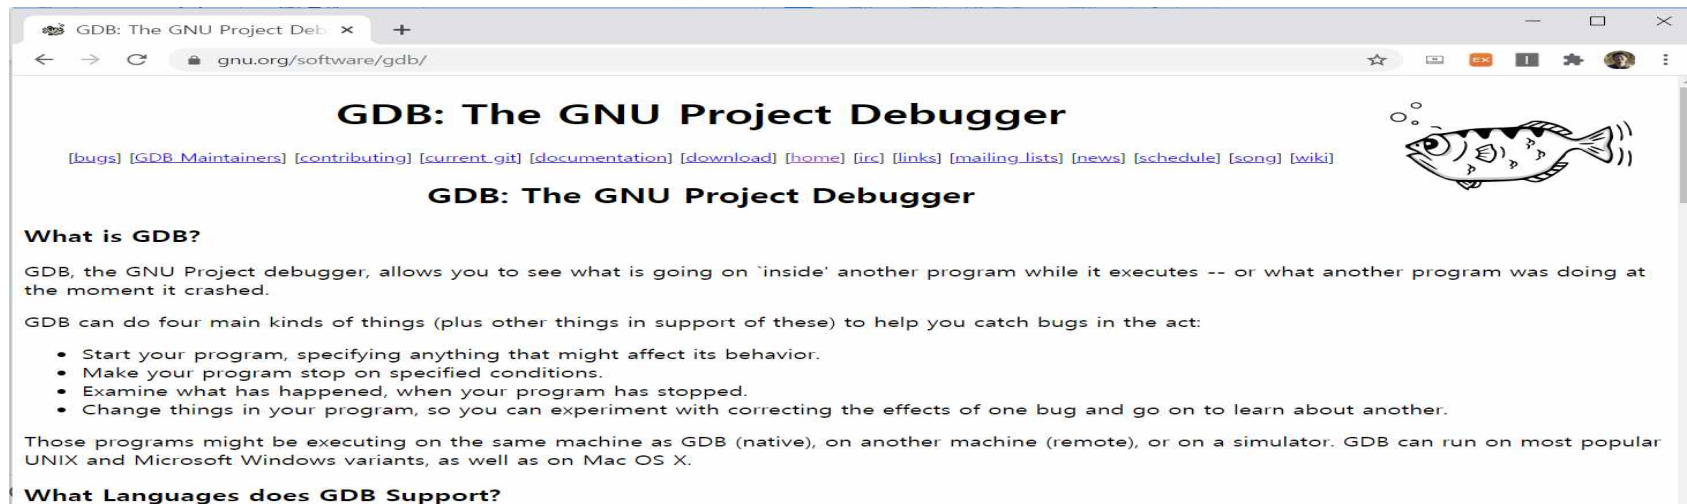 GDB: The GNU Project Deb
gnu.org/software/gdb/
EX
GDB: The GNU Project Debugger
[bugs] [GDB Maintainers] [contributing] [current git] [documentation] [download] [home] [irc] [links] [mailing lists] [news] [schedule] [song] [wiki]
GDB: The GNU Project Debugger
What is GDB?
GDB, the GNU Project debugger, allows you to see what is going on `inside' another program while it executes -- or what another program was doing at
the moment it crashed.
GDB can do four main kinds of things (plus other things in support of these) to help you catch bugs in the act:
• Start your program, specifying anything that might affect its behavior.
• Make your program stop on specified conditions.
• Examine what has happened, when your program has stopped.
• Change things in your program, so you can experiment with correcting the effects of one bug and go on to learn about another.
Those programs might be executing on the same machine as GDB (native), on another machine (remote), or on a simulator. GDB can run on most popular
UNIX and Microsoft Windows variants, as well as on Mac OS X.
What Languages does GDB Support?